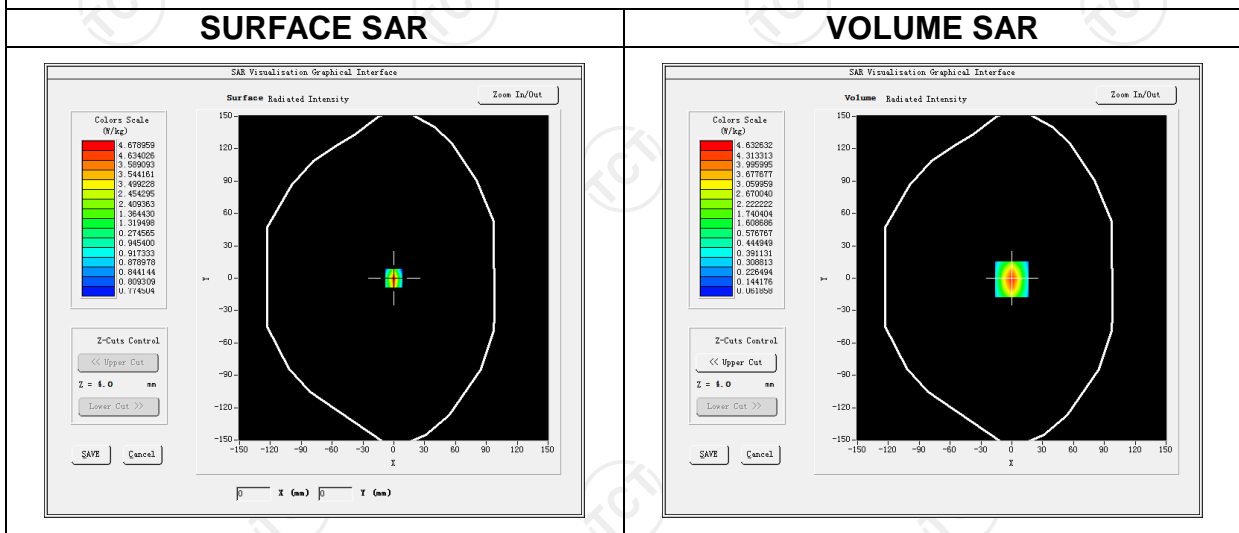 SURFACE SAR
VOLUME SAR
SAR Visualisation Graphical Interface
Surface Radiated Intensity
Zoom In/Out
Colors Scale
(W/kg)
4.678959
4.634026
3.589093
3.544161
3.499228
2.454295
2.409363
1.364430
1.319498
0.274565
0.945400
0.917333
0.878978
0.844144
0.809309
0.774504
Z-Cuts Control
<< Upper Cut
mm
Lower Cut >>
SAVE Cancel
150
120
90
60
30
0
-30
-60
-90
-120
-150
Y
-150 -120 -90 -60 -30 0 30 60 90 120 150
X
0 X (mm) 0 Y (mm)
SAR Visualisation Graphical Interface
Volume Radiated Intensity
Zoom In/Out
Colors Scale
(W/kg)
4.632632
4.313313
3.995995
3.677677
3.059959
2.670040
2.222222
1.740404
1.608686
0.576767
0.444949
0.391131
0.308813
0.226494
0.144176
0.061858
Z-Cuts Control
<< Upper Cut
mm
Lower Cut >>
SAVE Cancel
150
120
90
60
30
0
-30
-60
-90
-120
-150
Y
-150 -120 -90 -60 -30 0 30 60 90 120 150
X
TCT